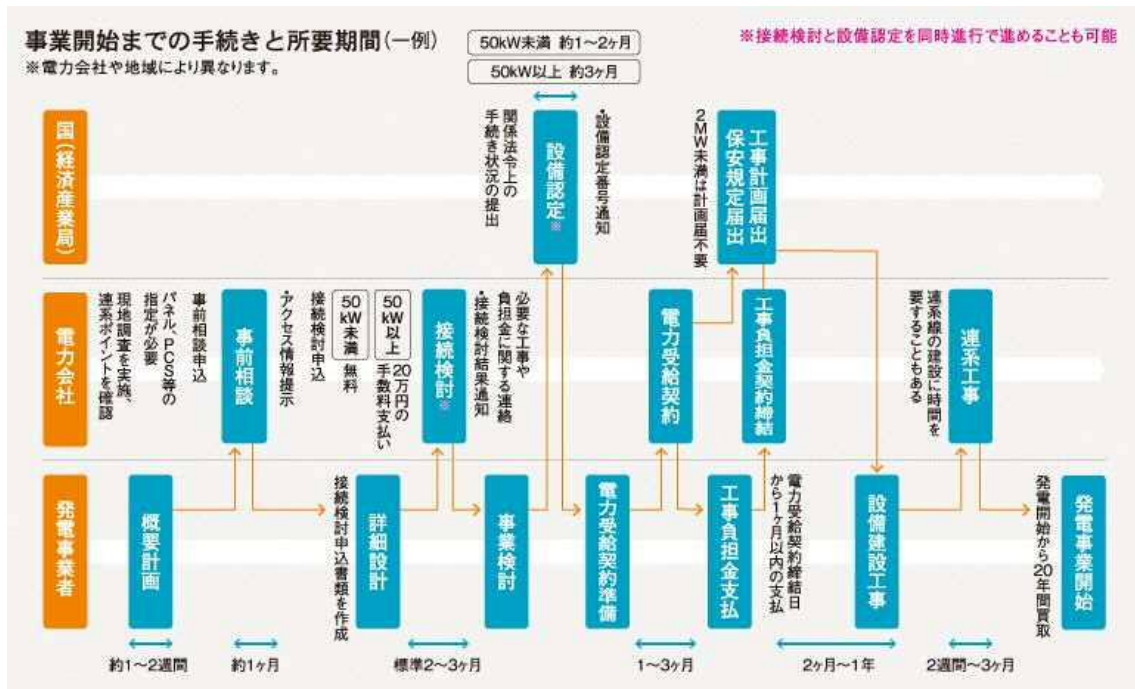 事業開始までの手続きと所要期間(一例)
※電力会社や地域により異なります。
50kW未満 約1~2ヶ月
50kW以上 約3ヶ月
※接続検討と設備認定を同時進行で進めることも可能
国(経済産業局)
関係法令上の
手続き状況の提出
設備認定※
・設備認定番号通知
2MW未満は計画届不要
工事計画届出
保安規定届出
電力会社
現地調査を実施、
連系ポイントを確認
パネル、PCS等の
指定が必要
事前相談申込
事前相談
・アクセス情報提示
接続検討申込
50kW未満
無料
50kW以上
20万円の
手数料支払い
接続検討※
・接続検討結果通知
必要な工事や
負担金に関する連絡
電力受給契約
工事負担金契約締結
連系線の建設に時間を
要することもある
連系工事
発電事業者
概要計画
接続検討申込書類を作成
詳細設計
事業検討
電力受給契約準備
工事負担金支払
電力受給契約締結日
から1ヶ月以内の支払
設備建設工事
発電開始から20年間買取
発電事業開始
約1~2週間
約1ヶ月
標準2~3ヶ月
1~3ヶ月
2ヶ月~1年
2週間~3ヶ月